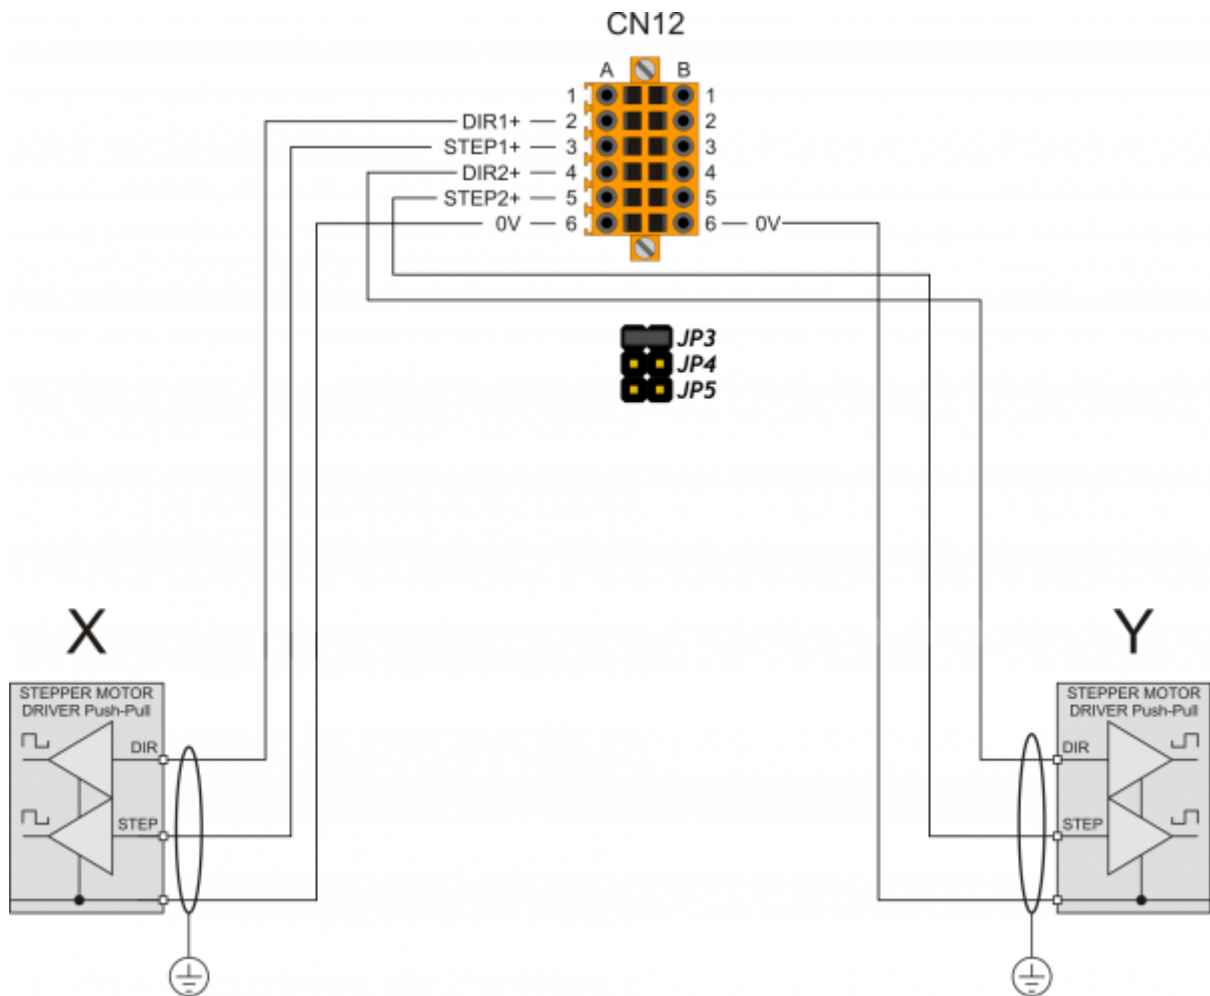 CN12
A B
1 1
DIR1+ 2 2
STEP1+ 3 3
DIR2+ 4 4
STEP2+ 5 5
0V 6 6 0V
JP3
JP4
JP5
X
STEPPER MOTOR
DRIVER Push-Pull
DIR
STEP
Y
STEPPER MOTOR
DRIVER Push-Pull
DIR
STEP